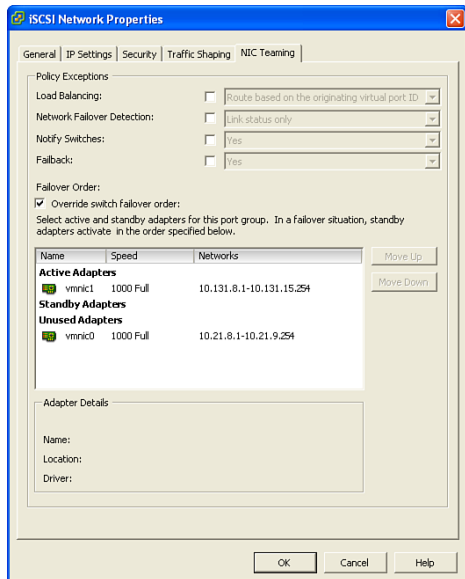 iSCSI Network Properties
General IP Settings Security Traffic Shaping NIC Teaming
Policy Exceptions
Load Balancing: Route based on the originating virtual port ID
Network Failover Detection: Link status only
Notify Switches: Yes
Failback: Yes
Failover Order:
Override switch failover order:
Select active and standby adapters for this port group. In a failover situation, standby
adapters activate in the order specified below.
Name Speed Networks Move Up
Active Adapters
vmnic1 1000 Full 10.131.8.1-10.131.15.254 Move Down
Standby Adapters
Unused Adapters
vmnic0 1000 Full 10.21.8.1-10.21.9.254
Adapter Details
Name:
Location:
Driver:
OK Cancel Help